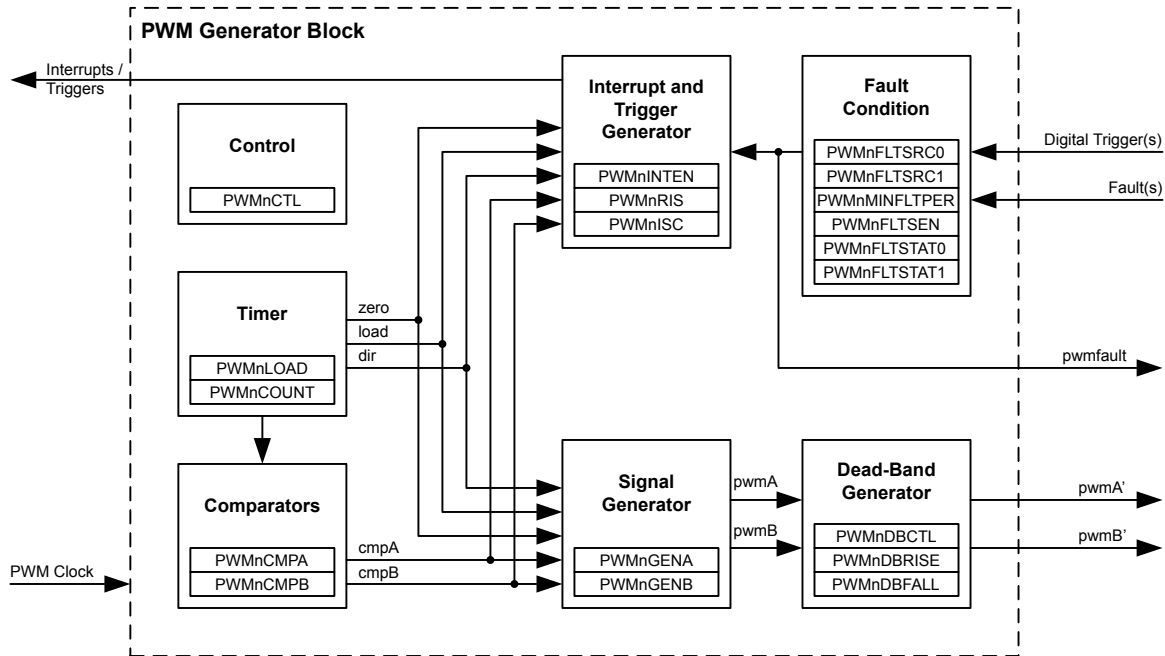 PWM Generator Block
Interrupts /
Triggers
Control
PWMnCTL
Interrupt and
Trigger
Generator
PWMnINTEN
PWMnRIS
PWMnISC
Fault
Condition
PWMnFLTSRC0
PWMnFLTSRC1
PWMnMINFLTPER
PWMnFLTSEN
PWMnFLTSTAT0
PWMnFLTSTAT1
Digital Trigger(s)
Fault(s)
Timer
PWMnLOAD
PWMnCOUNT
zero
load
dir
pwmfault
Comparators
PWMnCMPA
PWMnCMPB
cmpA
cmpB
PWM Clock
Signal
Generator
PWMnGENA
PWMnGENB
pwmA
pwmB
Dead-Band
Generator
PWMnDBCTL
PWMnDBRISE
PWMnDBFALL
pwmA’
pwmB’